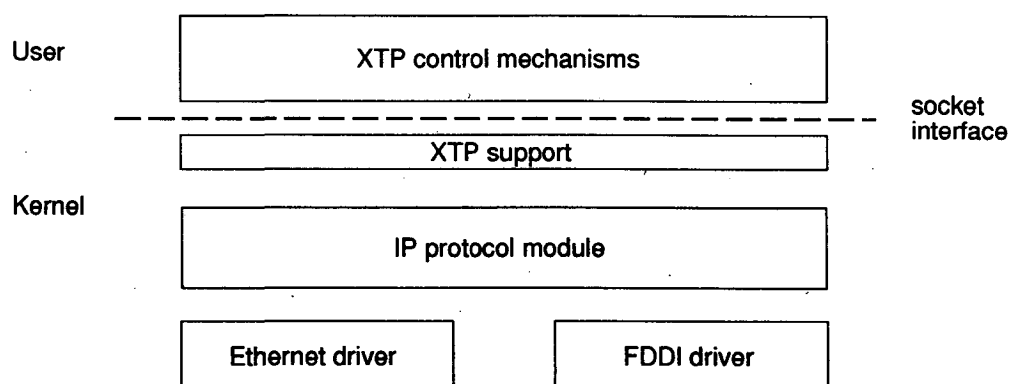 User
XTP control mechanisms
socket
interface
XTP support
Kernel
IP protocol module
Ethernet driver
FDDI driver